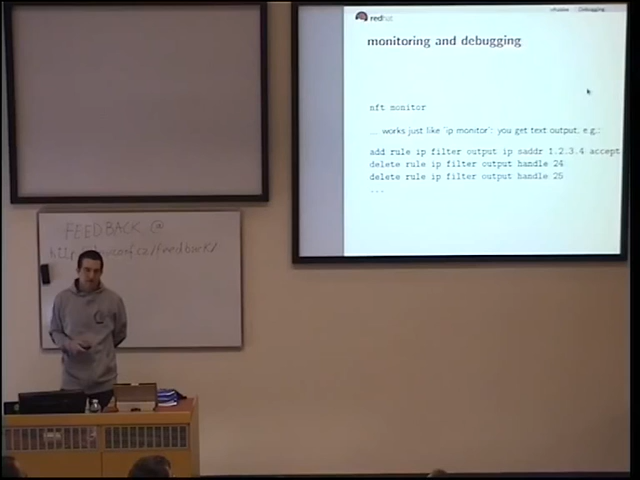 redhat
Debugging
monitoring and debugging
nft monitor
... works just like `ip monitor`: you get text output, e.g.:
add rule ip filter output ip saddr 1.2.3.4 accept
delete rule ip filter output handle 24
delete rule ip filter output handle 25
...
FEEDBACK @
/feedback/